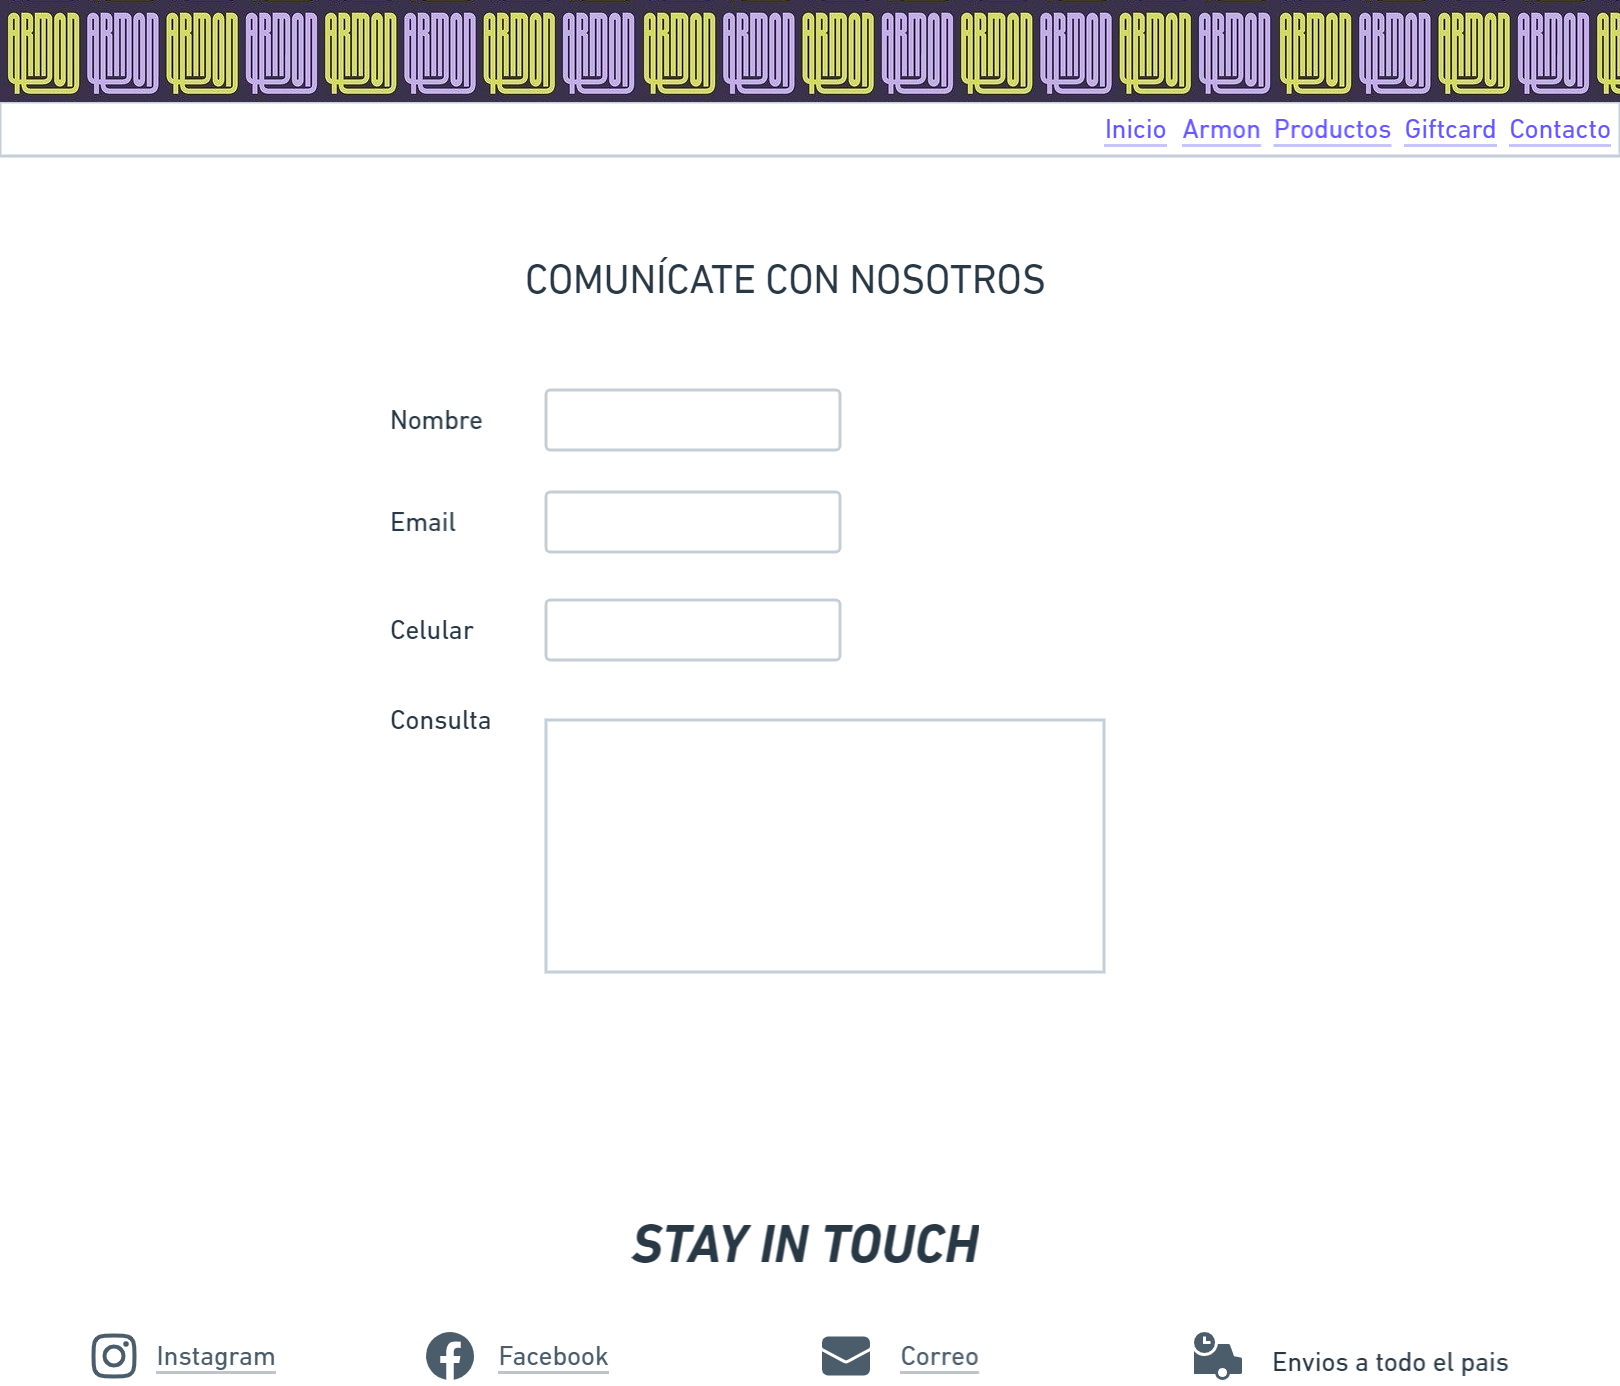 ARMON ARMON ARMON ARMON ARMON ARMON ARMON ARMON ARMON ARMON ARMON ARMON ARMON ARMON ARMON ARMON ARMON ARMON ARMON ARMON
Inicio Armon Productos Giftcard Contacto
COMUNÍCATE CON NOSOTROS
Nombre
Email
Celular
Consulta
STAY IN TOUCH
Instagram Facebook Correo Envios a todo el pais